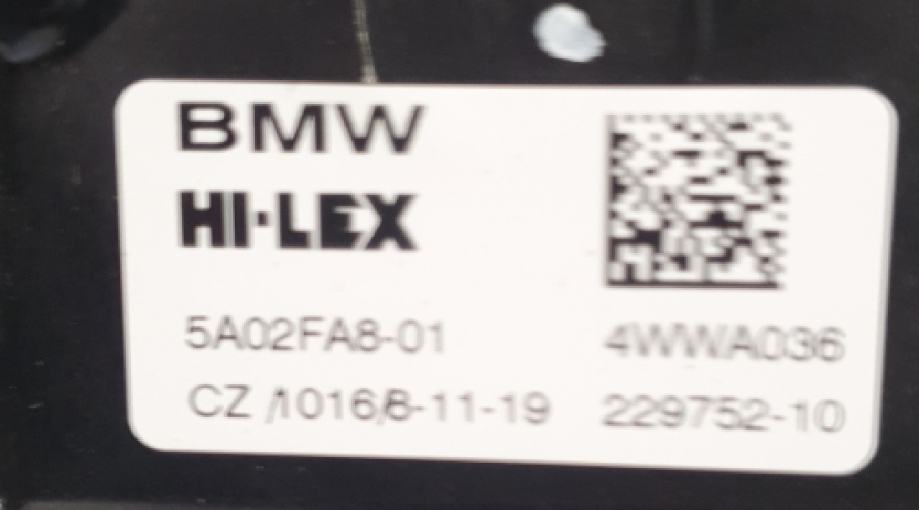 BMW
HI·LEX
5A02FA8-01 4WWA036
CZ /1016/8-11-19 229752-10